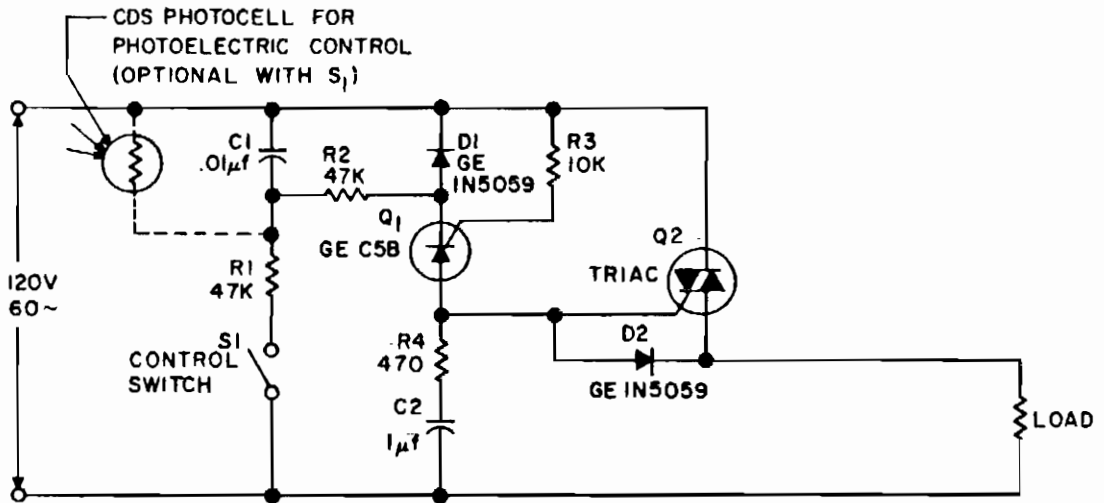 CDS PHOTOCELL FOR
PHOTOELECTRIC CONTROL
(OPTIONAL WITH S1)
C1
.01μf
R2
47K
D1
GE
IN5059
R3
10K
Q1
GE C5B
Q2
TRIAC
120V
60~
R1
47K
S1
CONTROL
SWITCH
R4
470
D2
GE IN5059
C2
1μf
LOAD